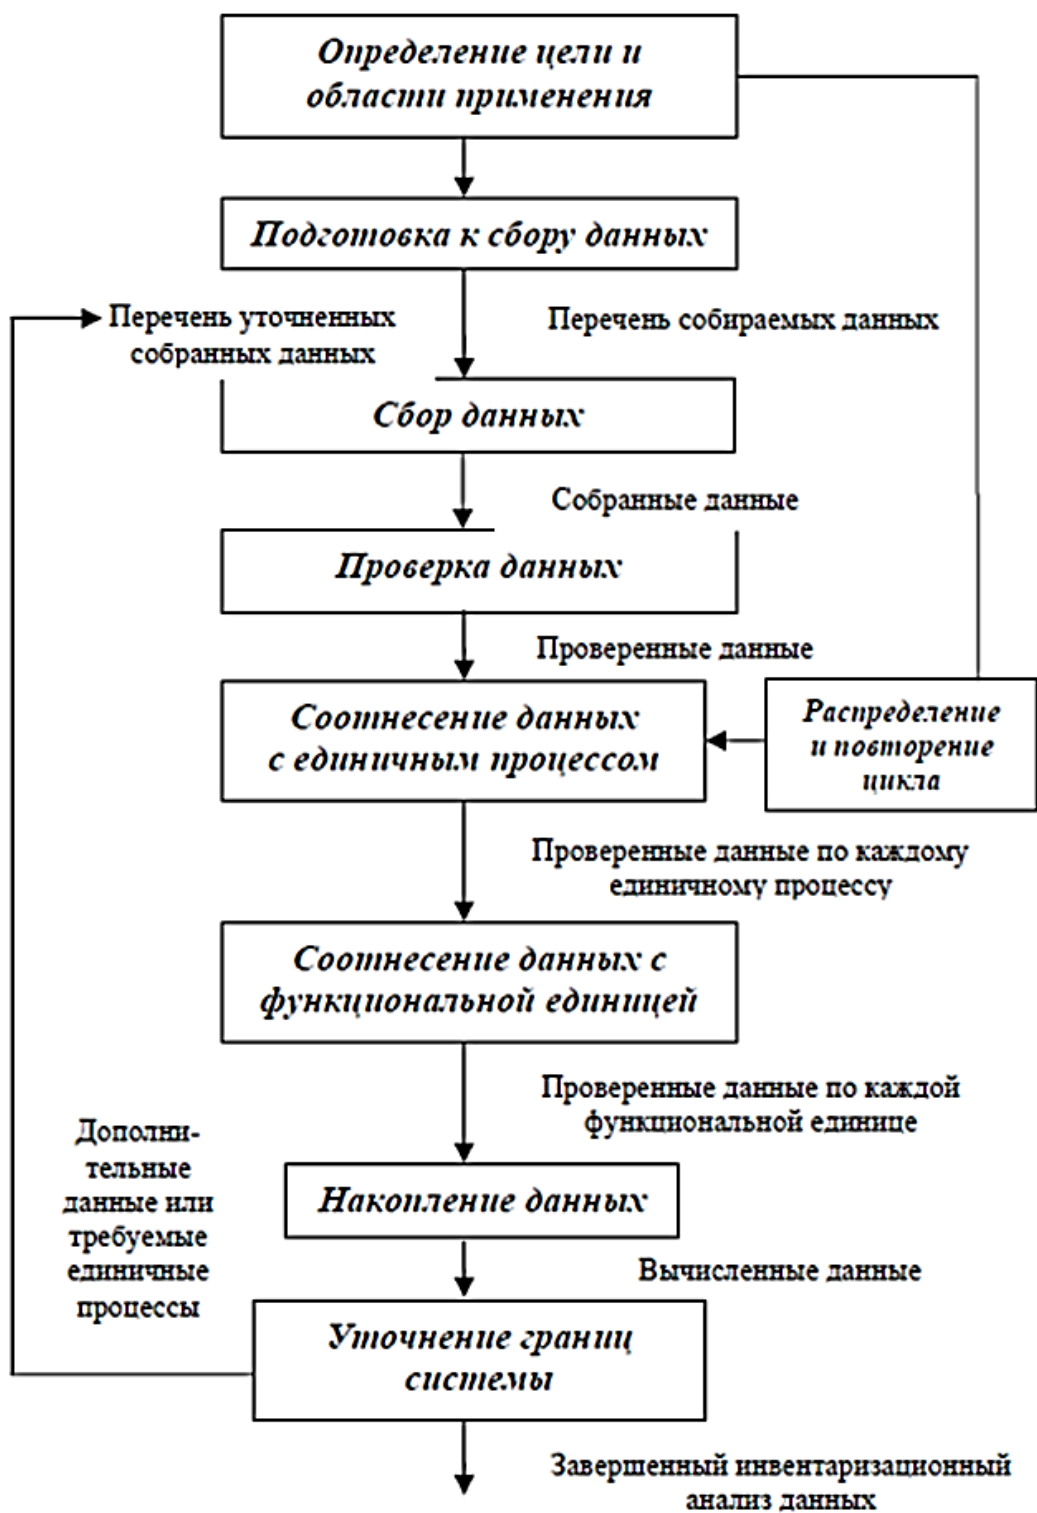 Определение цели и
области применения
Подготовка к сбору данных
Перечень уточненных
собранных данных
Перечень собираемых данных
Сбор данных
Собранные данные
Проверка данных
Проверенные данные
Соотнесение данных
с единичным процессом
Распределение
и повторение
цикла
Проверенные данные по каждому
единичному процессу
Соотнесение данных с
функциональной единицей
Проверенные данные по каждой
функциональной единице
Дополни-
тельные
данные или
требуемые
единичные
процессы
Накопление данных
Вычисленные данные
Уточнение границ
системы
Завершенный инвентаризационный
анализ данных